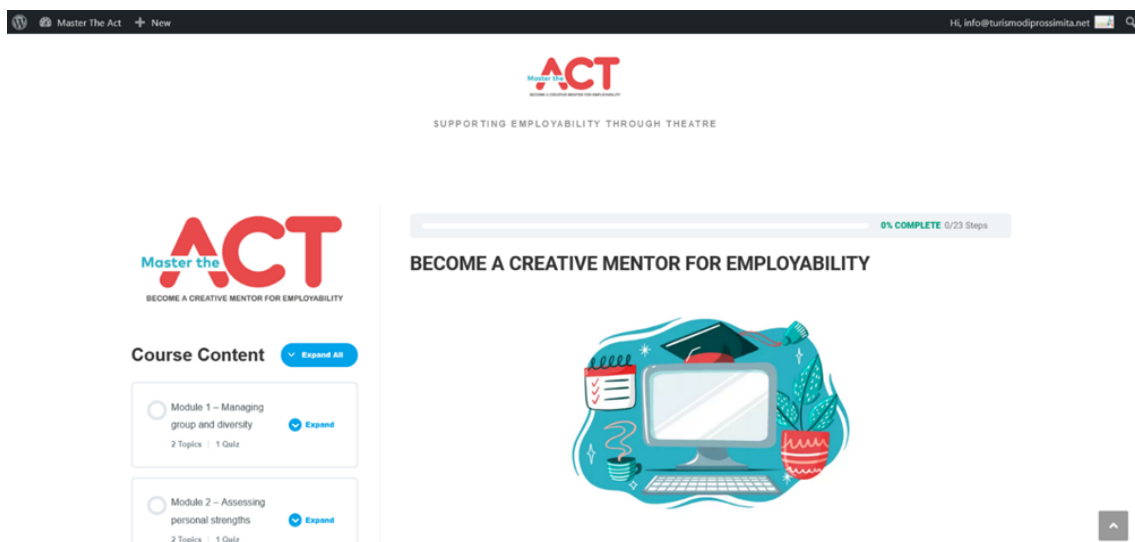 Master The Act
New
Hi, info@turismodiprossimita.net
Master the
ACT
BECOME A CREATIVE MENTOR FOR EMPLOYABILITY
SUPPORTING EMPLOYABILITY THROUGH THEATRE
Master the
ACT
BECOME A CREATIVE MENTOR FOR EMPLOYABILITY
Course Content
Expand All
Module 1 – Managing
group and diversity
2 Topics | 1 Quiz
Expand
Module 2 – Assessing
personal strengths
2 Topics | 1 Quiz
Expand
0% COMPLETE 0/23 Steps
BECOME A CREATIVE MENTOR FOR EMPLOYABILITY